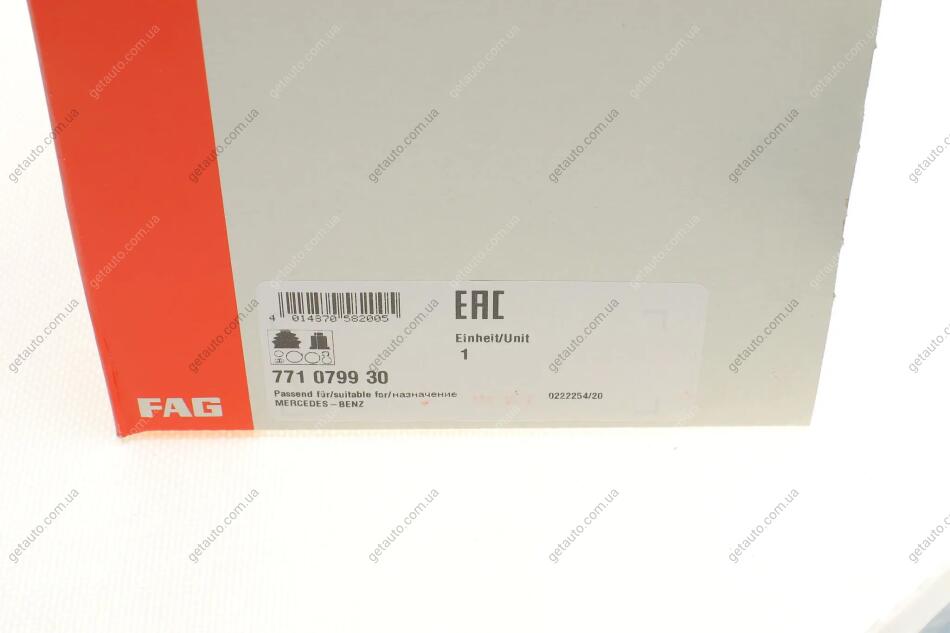 4 014870 582005
EAC
Einheit/Unit
1
771 0799 30
Passend für/suitable for/назначение
MERCEDES-BENZ
0222254/20
FAG
getauto.com.ua